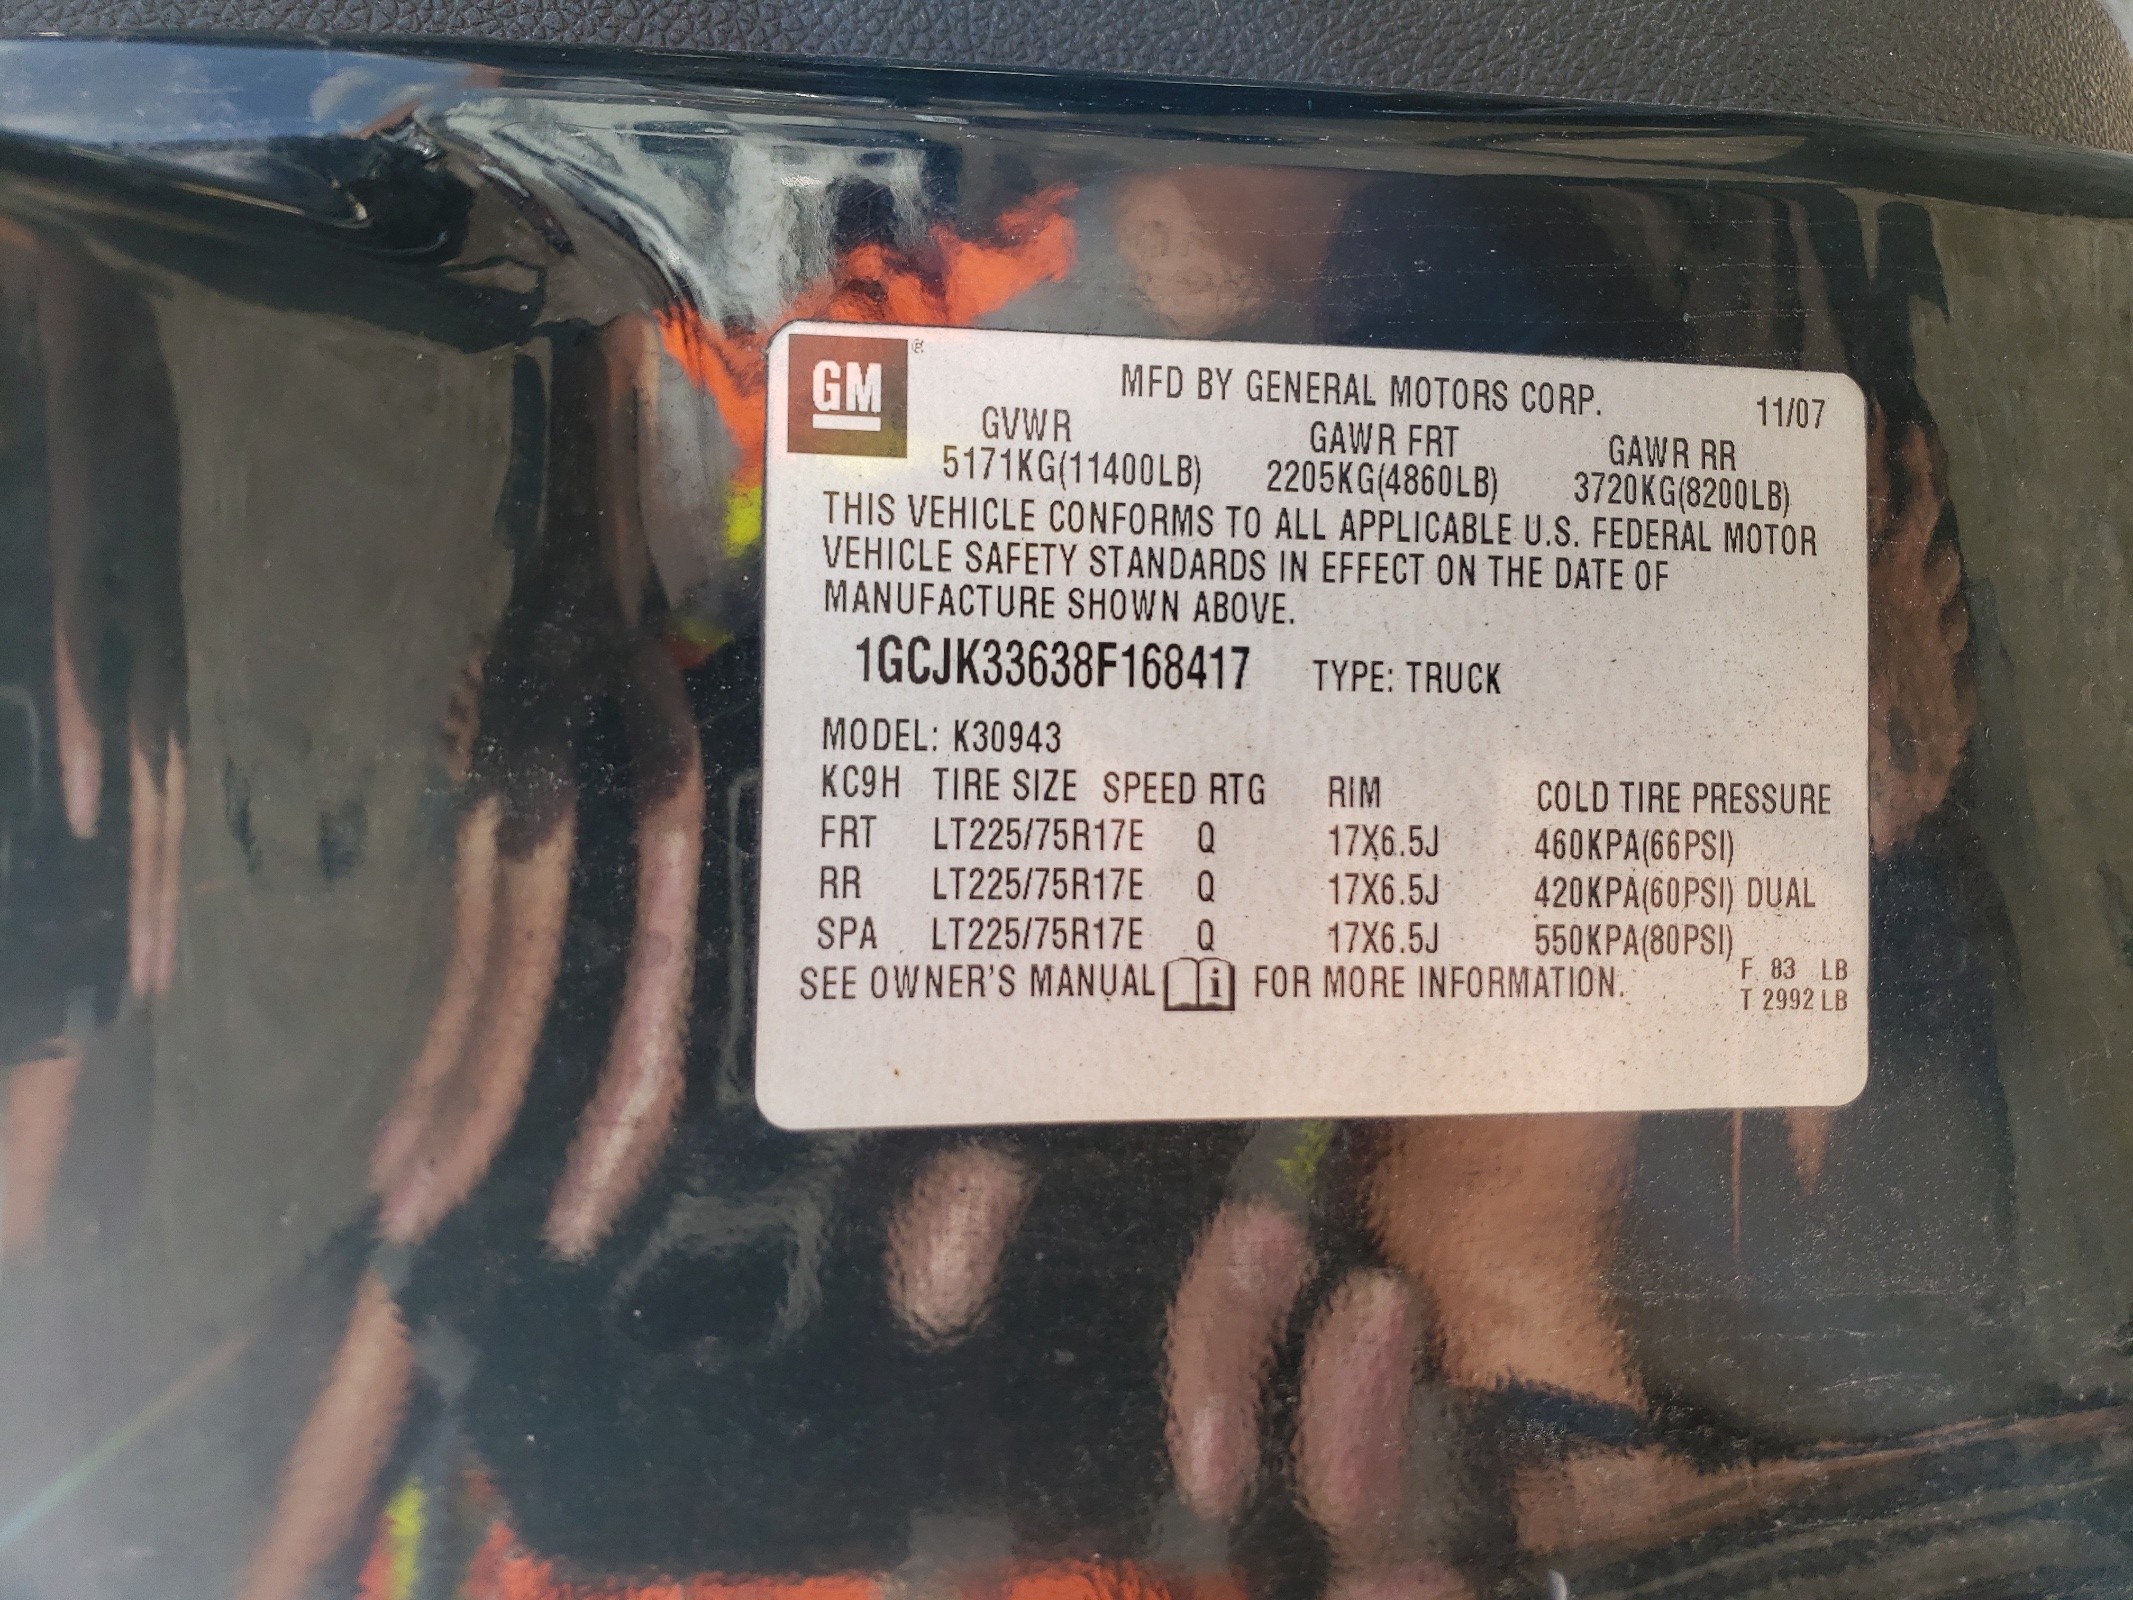 GM ®
MFD BY GENERAL MOTORS CORP. 11/07
GVWR GAWR FRT GAWR RR
5171KG(11400LB) 2205KG(4860LB) 3720KG(8200LB)
THIS VEHICLE CONFORMS TO ALL APPLICABLE U.S. FEDERAL MOTOR
VEHICLE SAFETY STANDARDS IN EFFECT ON THE DATE OF
MANUFACTURE SHOWN ABOVE.
1GCJK33638F168417 TYPE: TRUCK
MODEL: K30943
KC9H TIRE SIZE SPEED RTG RIM COLD TIRE PRESSURE
FRT LT225/75R17E Q 17X6.5J 460KPA(66PSI)
RR LT225/75R17E Q 17X6.5J 420KPA(60PSI) DUAL
SPA LT225/75R17E Q 17X6.5J 550KPA(80PSI)
SEE OWNER'S MANUAL i FOR MORE INFORMATION.
F 83 LB
T 2992 LB